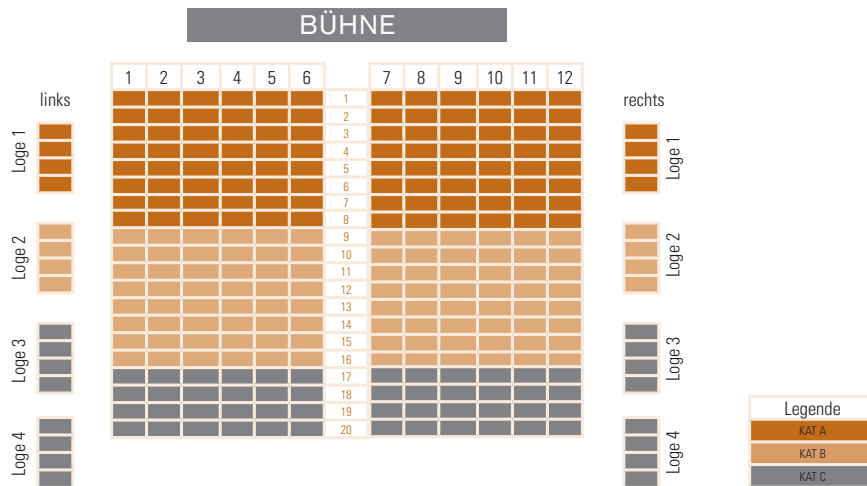 BÜHNE
1 2 3 4 5 6 7 8 9 10 11 12
links
rechts
1
2
3
4
5
6
7
8
9
10
11
12
13
14
15
16
17
18
19
20
Loge 1
Loge 2
Loge 3
Loge 4
Loge 1
Loge 2
Loge 3
Loge 4
Legende
KAT A
KAT B
KAT C